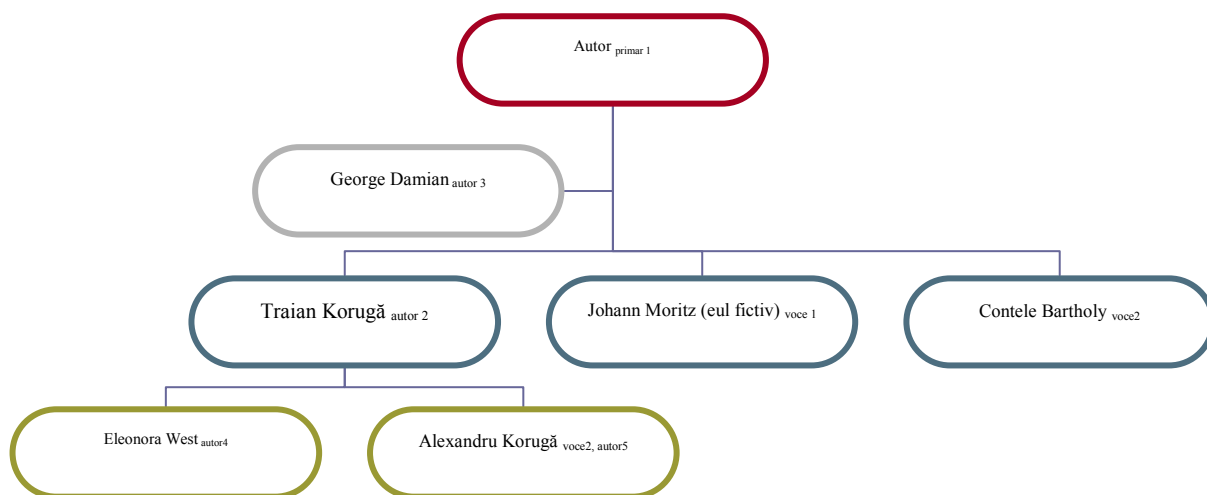 Autor primar 1
George Damian autor 3
Traian Korugă autor 2
Johann Moritz (eul fictiv) voce 1
Contele Bartholy voce2
Eleonora West autor4
Alexandru Korugă voce2, autor5